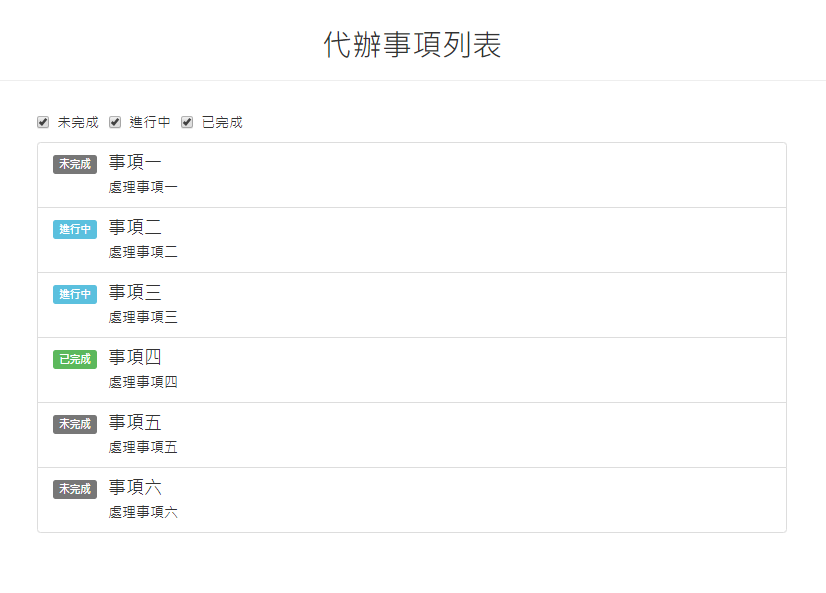 代辦事項列表
未完成 進行中 已完成
未完成 事項一
處理事項一
進行中 事項二
處理事項二
進行中 事項三
處理事項三
已完成 事項四
處理事項四
未完成 事項五
處理事項五
未完成 事項六
處理事項六